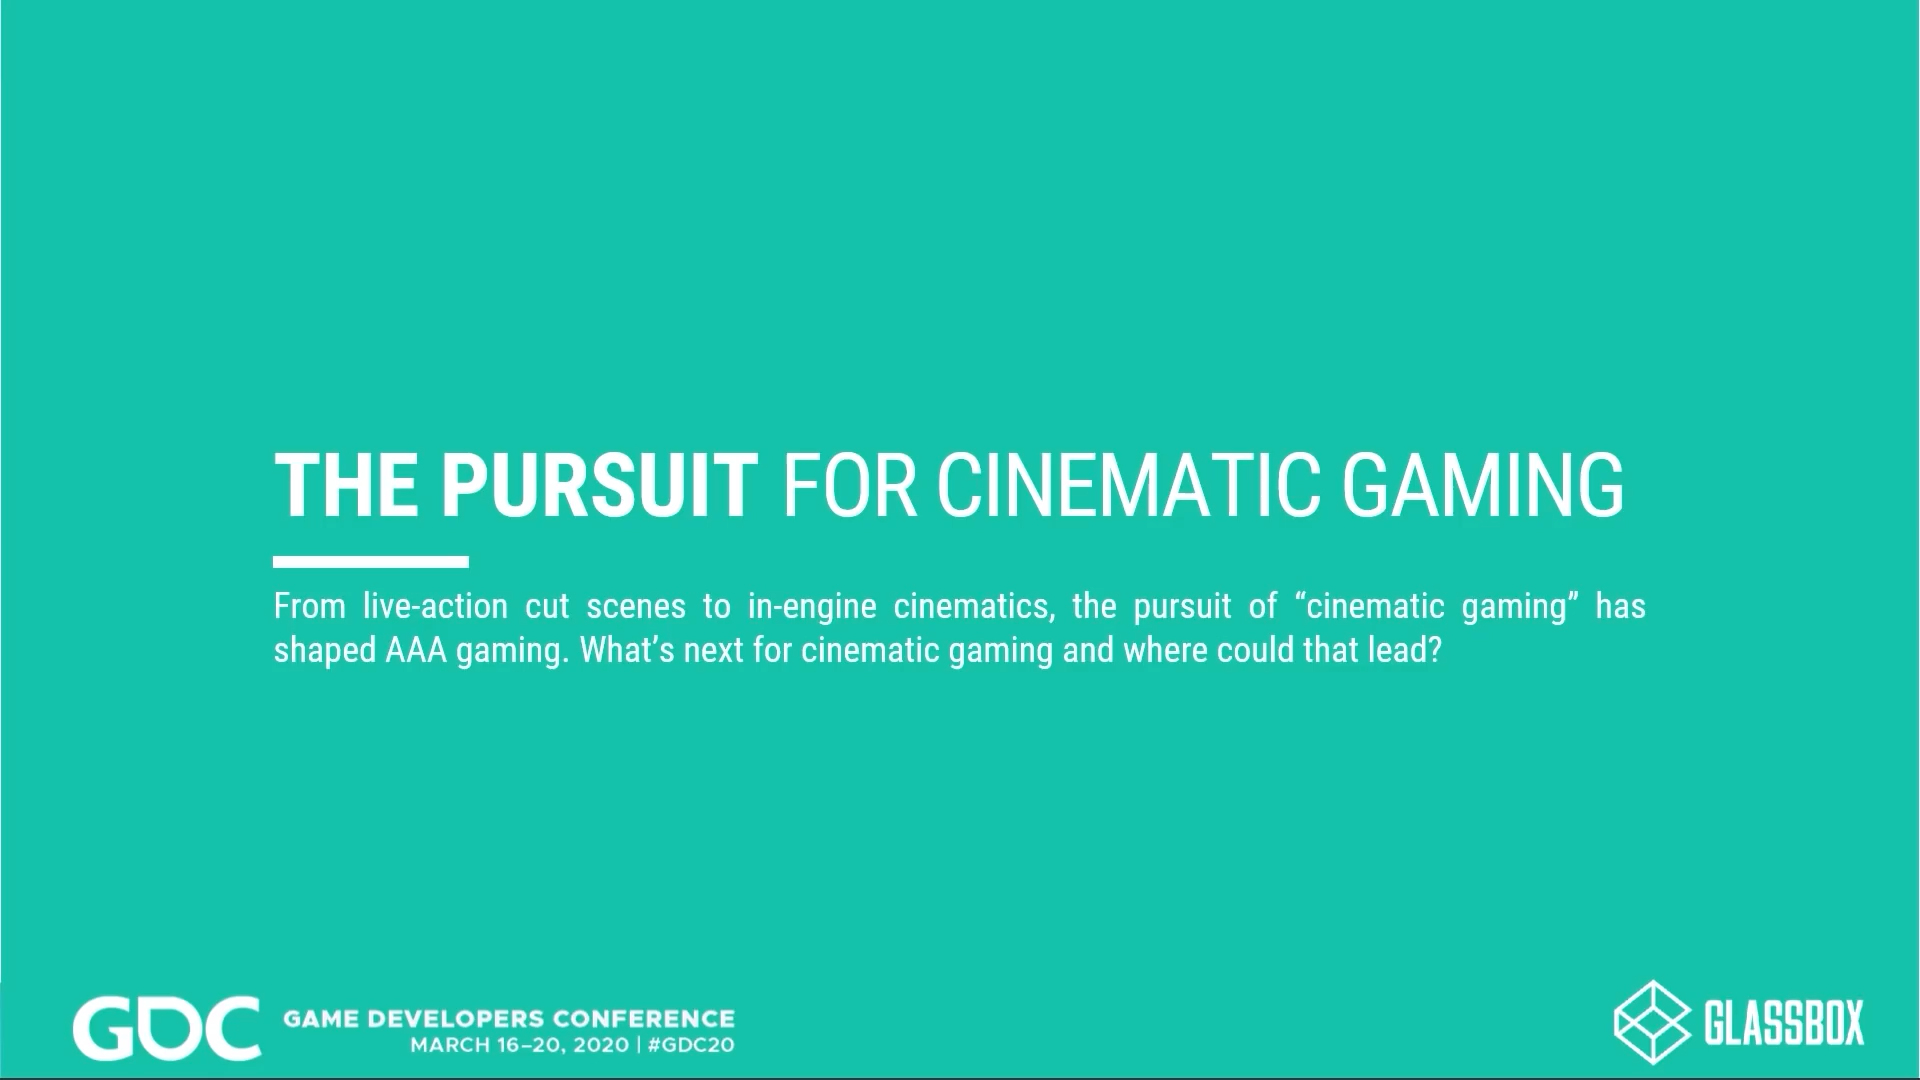 THE PURSUIT FOR CINEMATIC GAMING
From live-action cut scenes to in-engine cinematics, the pursuit of “cinematic gaming” has
shaped AAA gaming. What’s next for cinematic gaming and where could that lead?
GDC
GAME DEVELOPERS CONFERENCE
MARCH 16–20, 2020 | #GDC20
GLASSBOX